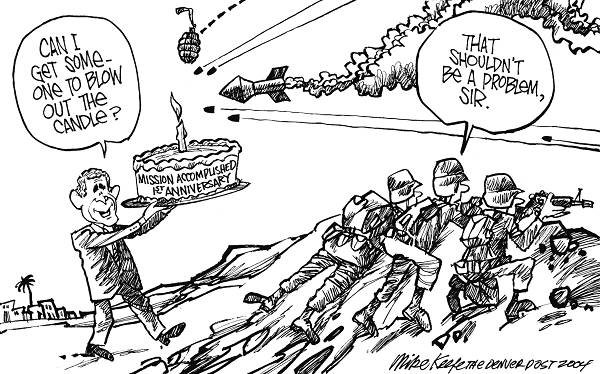 CAN I
GET SOME-
ONE TO BLOW
OUT THE
CANDLE?
THAT
SHOULDN'T
BE A PROBLEM,
SIR.
MISSION ACCOMPLISHED
1ST ANNIVERSARY
Mike Keefe THE DENVER POST 2004